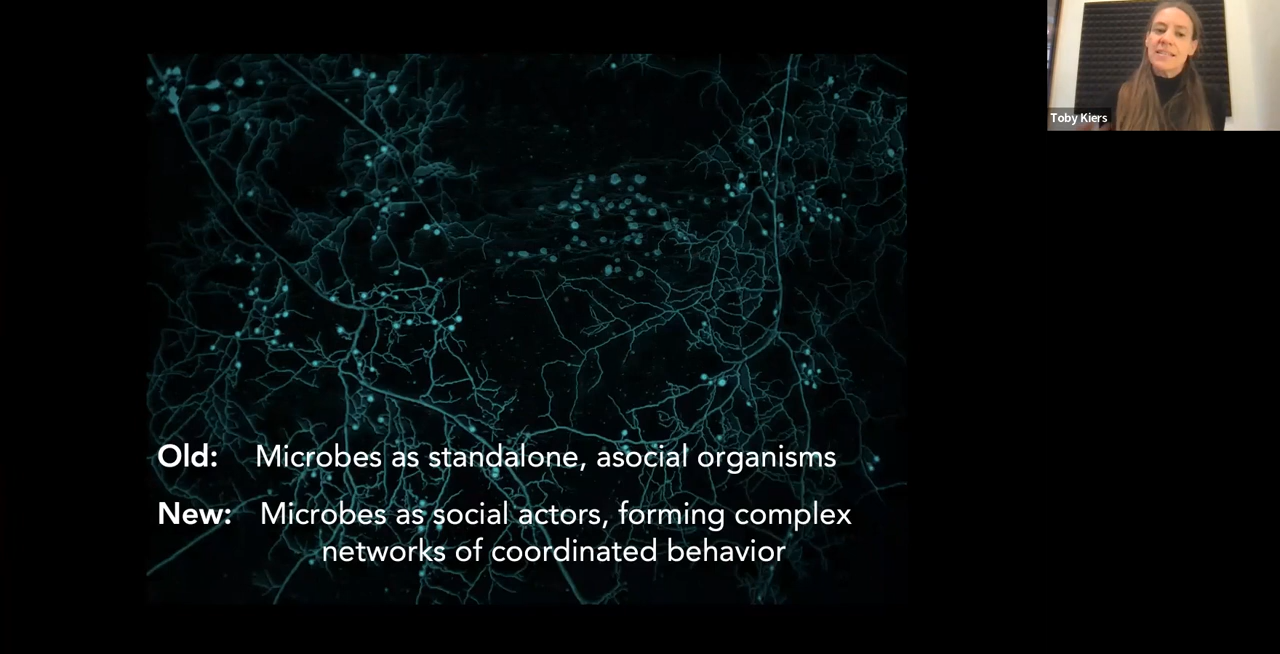 Toby Kiers
Old: Microbes as standalone, asocial organisms
New: Microbes as social actors, forming complex
networks of coordinated behavior